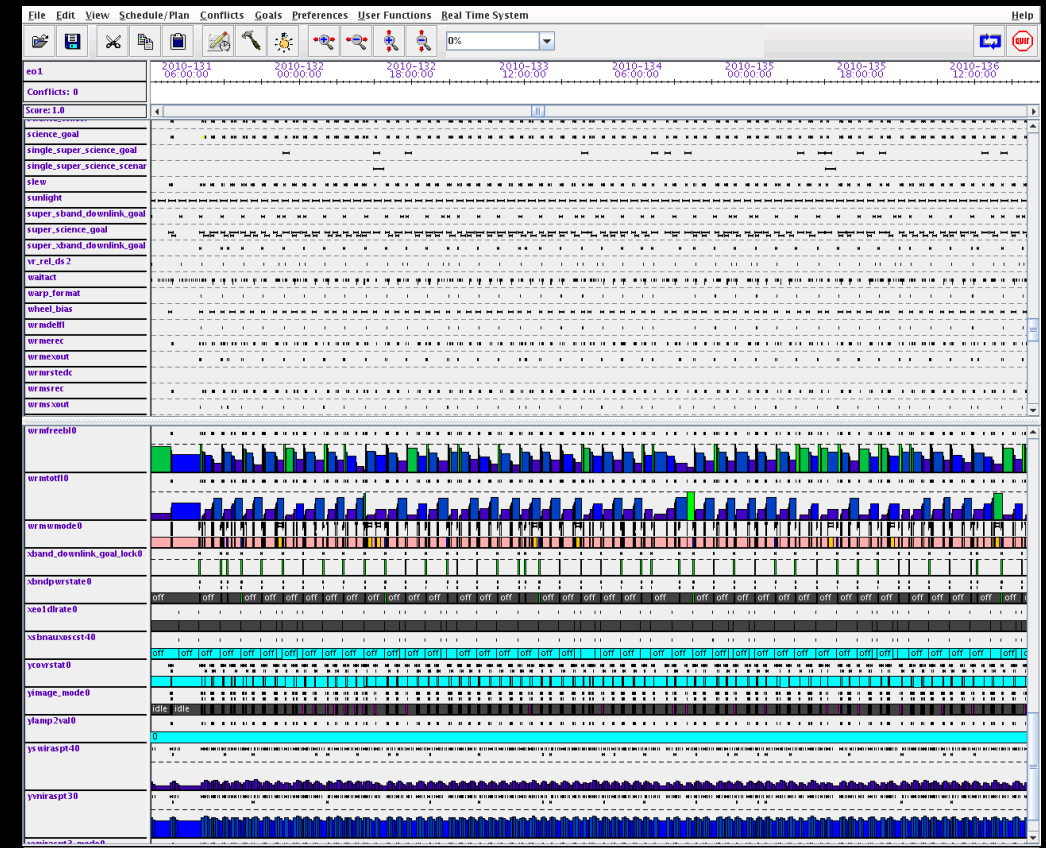 File Edit View Schedule/Plan Conflicts Goals Preferences User Functions Real Time System Help
0%
QUIT
eo1
2010-131 2010-132 2010-132 2010-133 2010-134 2010-135 2010-135 2010-136
06:00:00 00:00:00 18:00:00 12:00:00 06:00:00 00:00:00 18:00:00 12:00:00
Conflicts: 0
Score: 1.0
science_goal
single_super_science_goal
single_super_science_scenar
slew
sunlight
super_sband_downlink_goal
super_science_goal
super_xband_downlink_goal
vr_rel_ds2
waitact
warp_format
wheel_bias
wrmdelfl
wrmerec
wrmexout
wrmrstedc
wrmsrec
wrmsxout
wrmfreebl0
wrmtotfl0
wrmwmode0
xband_downlink_goal_lock0
xbndpwrstate0
off off off off off off off off off off off off off off off off off off off off off off off off off off off off off off off
xeo1dlrate0
xsbnauxoscst40
off off off off off off off off off off off off off off off off off off off off off off off off off off off off off off
ycovrstat0
yimage_mode0
idle idle
ylamp2val0
0
yswiraspt40
yvniraspt30